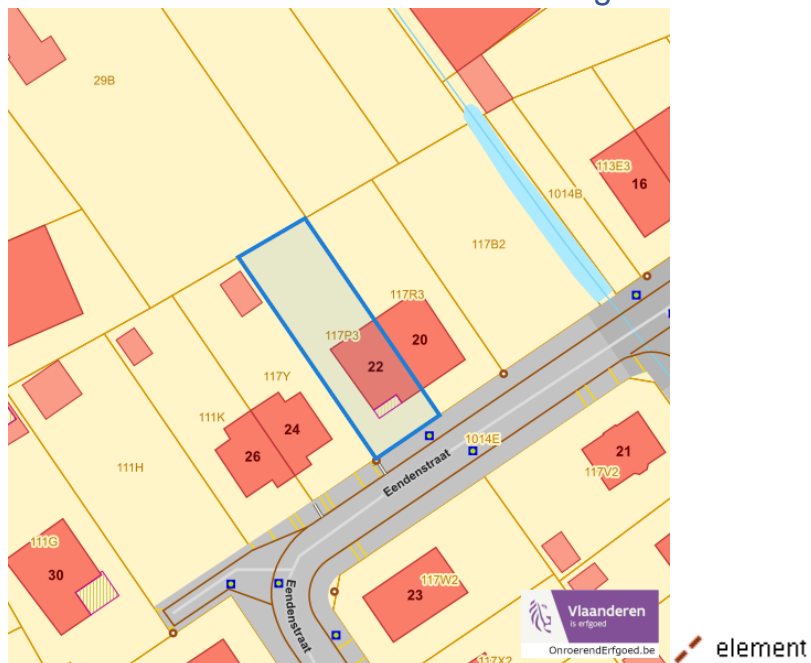 29B
113E3
16
1014B
117B2
117R3
117P3
20
22
117Y
111K
24
26
1014E
21
117V2
Eendenstraat
111H
111G
30
117W2
23
Eendenstraat
Vlaanderen
is erfgoed
OnroerendErfgoed.be
element
117X2